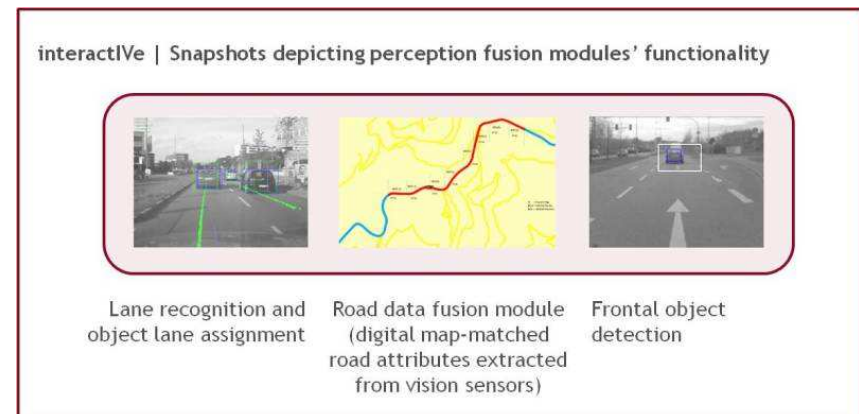 interactIVe | Snapshots depicting perception fusion modules’ functionality
Lane recognition and
object lane assignment
Road data fusion module
(digital map-matched
road attributes extracted
from vision sensors)
Frontal object
detection